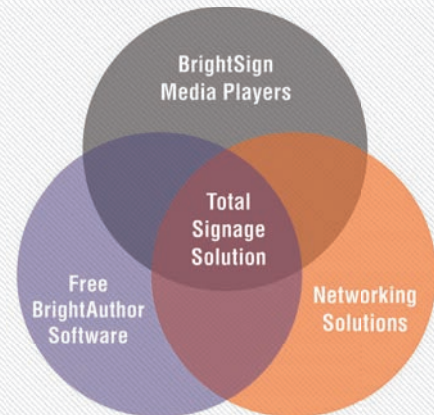 BrightSign
Media Players
Total
Signage
Solution
Free
BrightAuthor
Software
Networking
Solutions